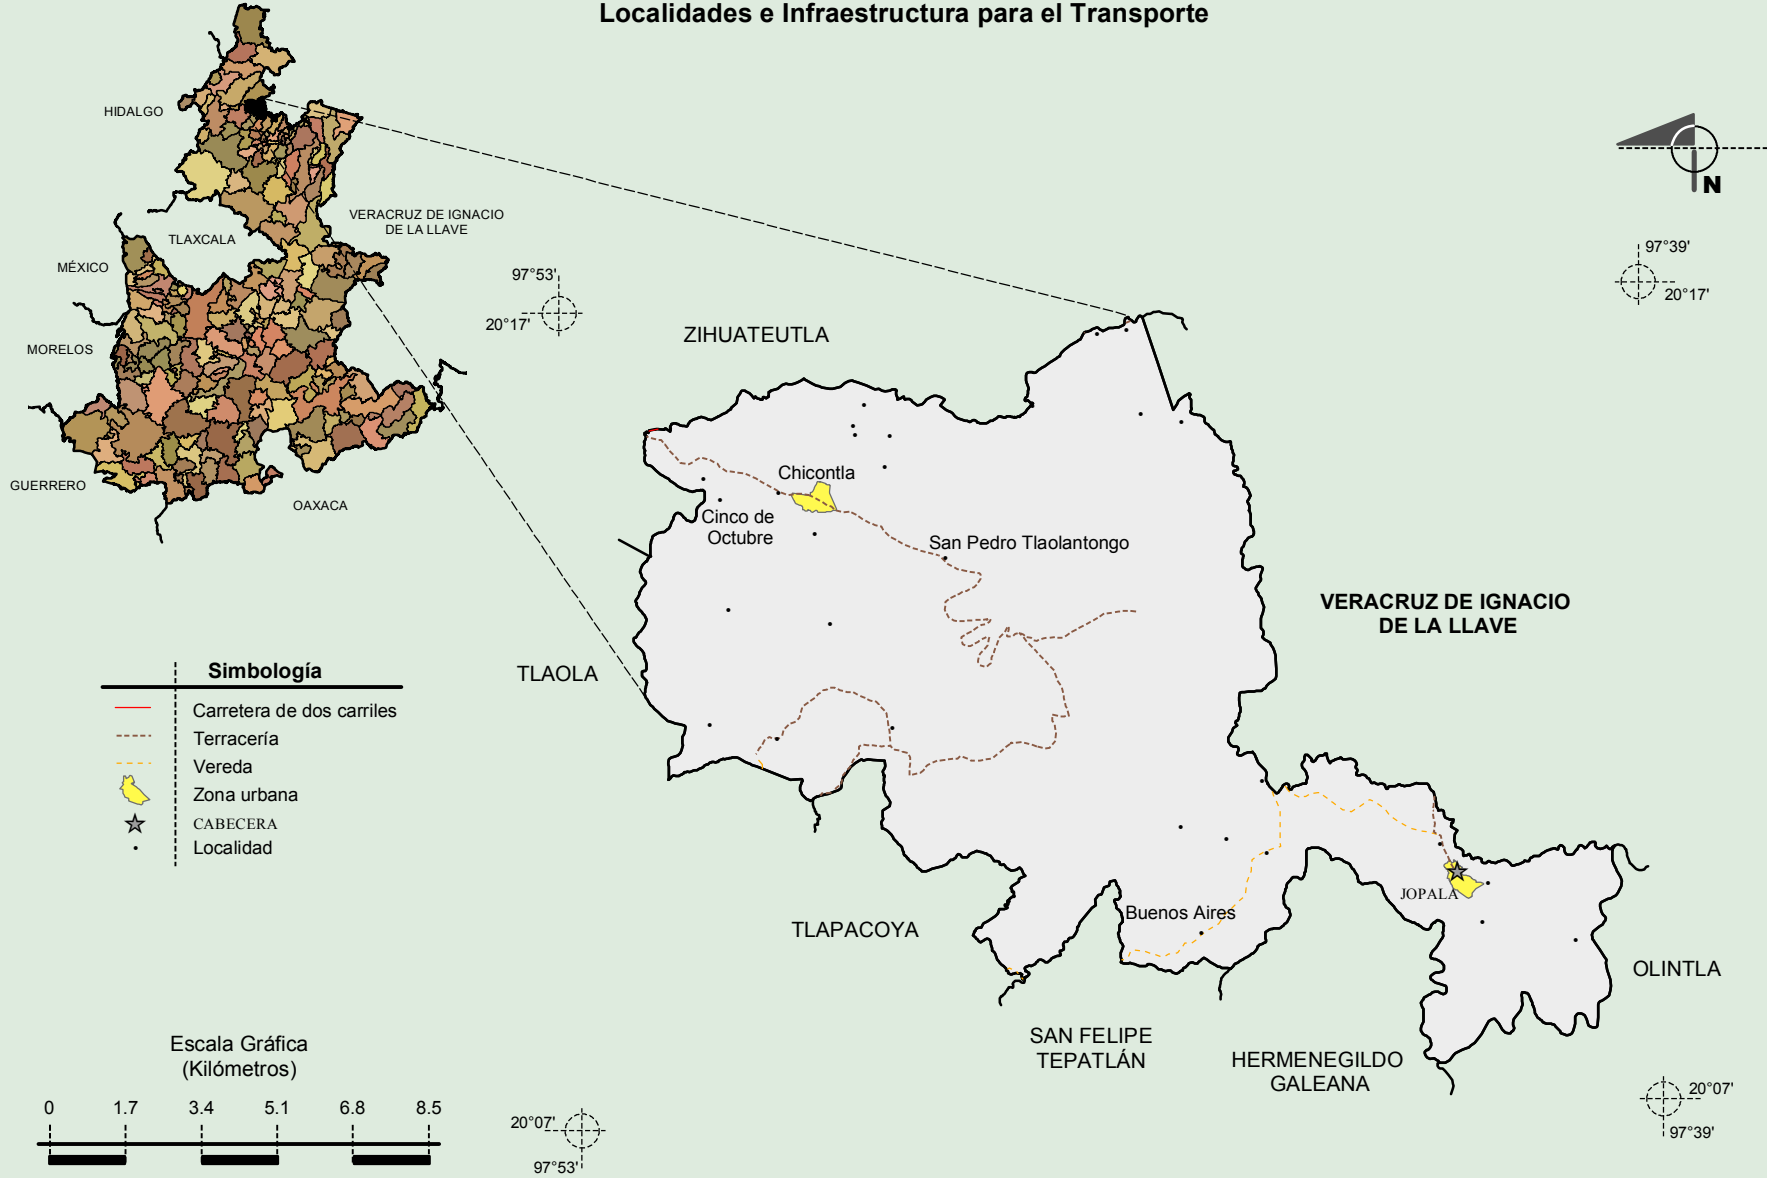 Localidades e Infraestructura para el Transporte
HIDALGO
VERACRUZ DE IGNACIO
DE LA LLAVE
TLAXCALA
MÉXICO
MORELOS
GUERRERO
OAXACA
N
97°53'
20°17'
97°39'
20°17'
ZIHUATEUTLA
Chicontla
Cinco de
Octubre
San Pedro Tlaolantongo
VERACRUZ DE IGNACIO
DE LA LLAVE
TLAOLA
Simbología
Carretera de dos carriles
Terracería
Vereda
Zona urbana
CABECERA
Localidad
JOPALA
Buenos Aires
TLAPACOYA
OLINTLA
SAN FELIPE
TEPATLÁN
HERMENEGILDO
GALEANA
Escala Gráfica
(Kilómetros)
0 1.7 3.4 5.1 6.8 8.5
20°07'
97°53'
20°07'
97°39'